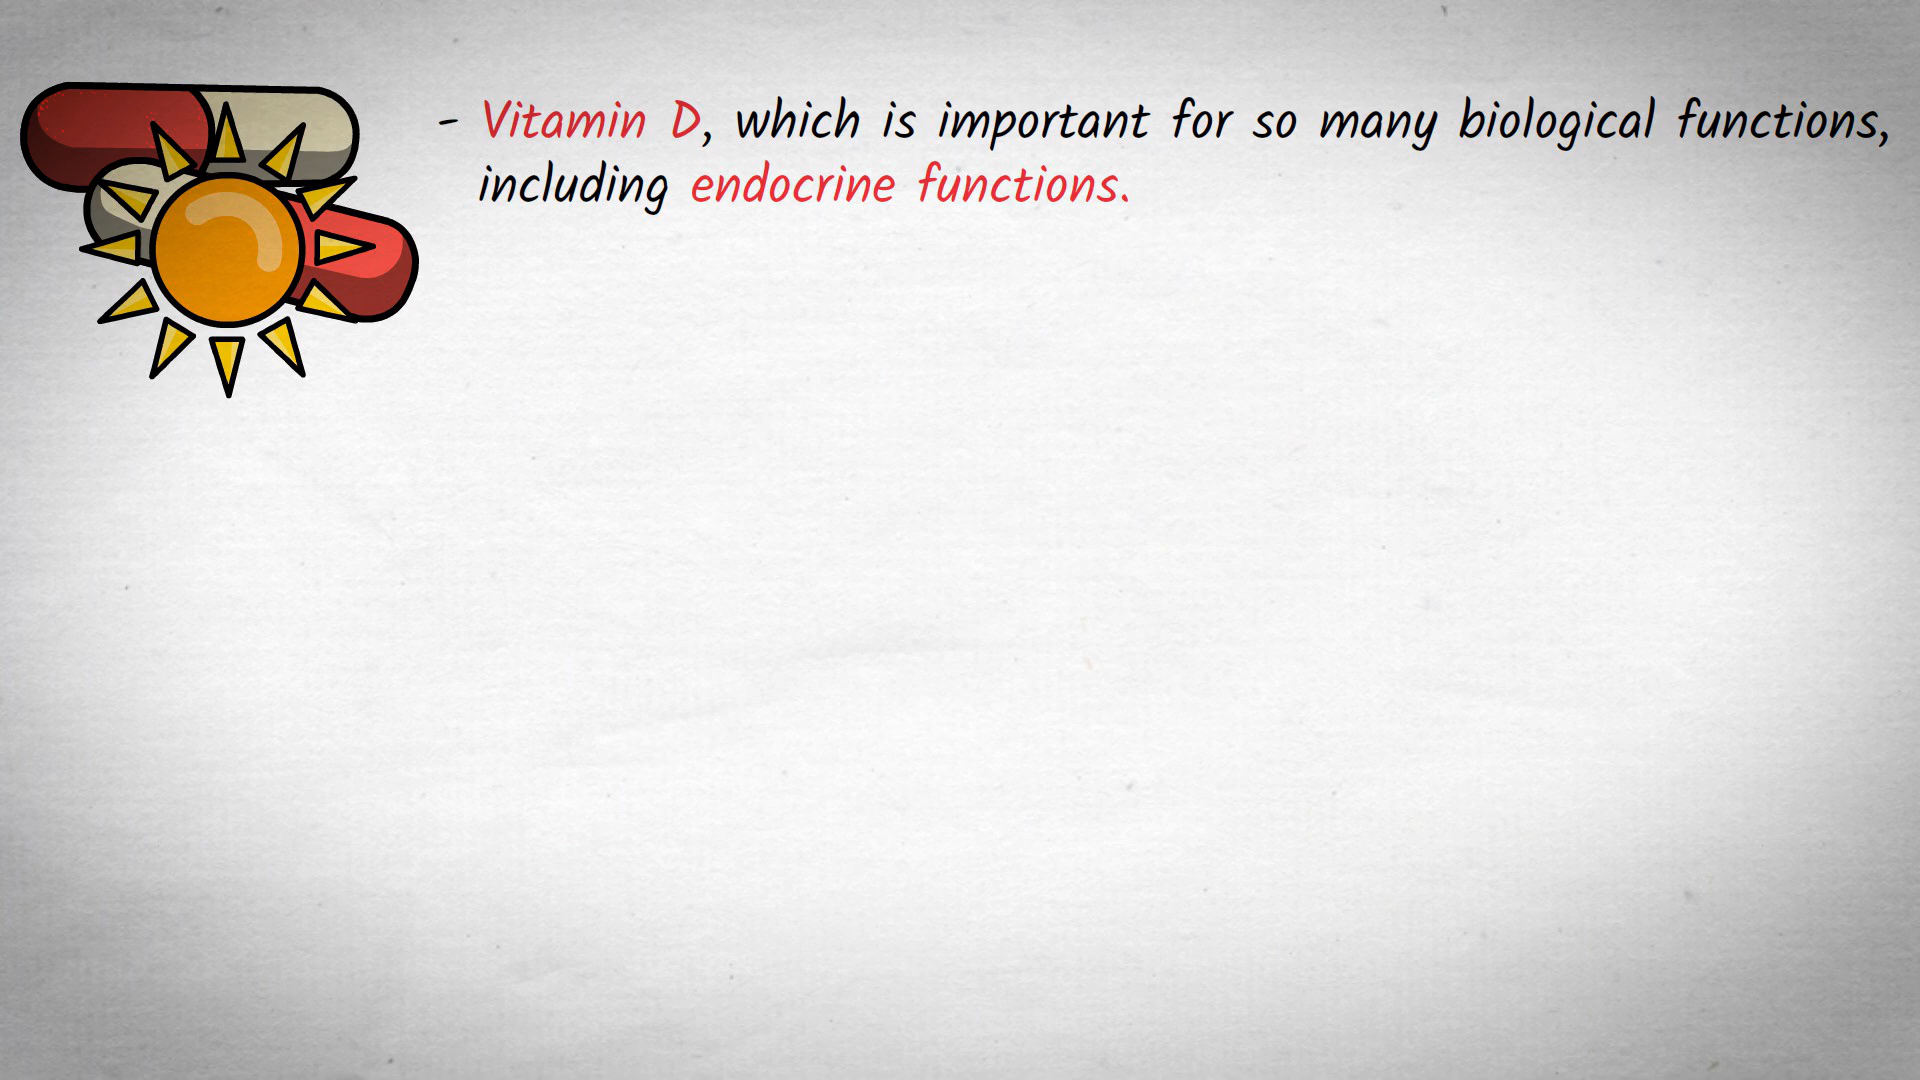 - Vitamin D, which is important for so many biological functions,
including endocrine functions.